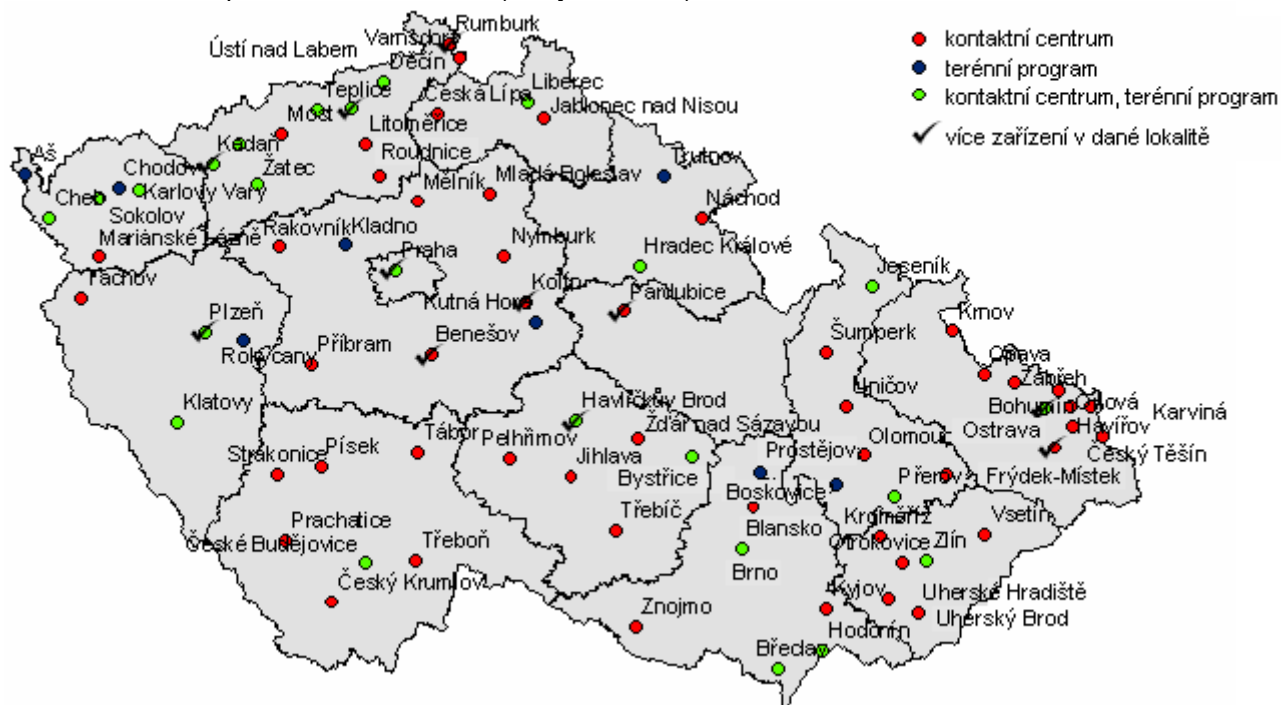 Rumburk
Varnsdorf
Ústí nad Labem
Děčín
Teplice
Liberec
Česká Lípa
Jablonec nad Nisou
Most
Litoměřice
Kadaň
Roudnice
Aš
Chodov
Žatec
Mělník
Mladá Boleslav
Trutnov
Cheb
Karlovy Vary
Sokolov
Náchod
Mariánské Lázně
Rakovník
Kladno
Nymburk
Hradec Králové
Praha
Jeseník
Tachov
Kolín
Kutná Hora
Pardubice
Plzeň
Krnov
Benešov
Šumperk
Rokycany
Příbram
Opava
Zábřeh
Klatovy
Havlíčkův Brod
Uničov
Bohumín
Orlová
Karviná
Žďár nad Sázavou
Ostrava
Havířov
Písek
Tábor
Pelhřimov
Olomouc
Český Těšín
Strakonice
Jihlava
Prostějov
Bystřice
Přerov
Frýdek-Místek
Boskovice
Prachatice
Třebíč
Blansko
Kroměříž
Vsetín
České Budějovice
Třeboň
Otrokovice
Zlín
Český Krumlov
Brno
Kyjov
Uherské Hradiště
Znojmo
Uherský Brod
Hodonín
Břeclav
kontaktní centrum
terénní program
kontaktní centrum, terénní program
více zařízení v dané lokalitě